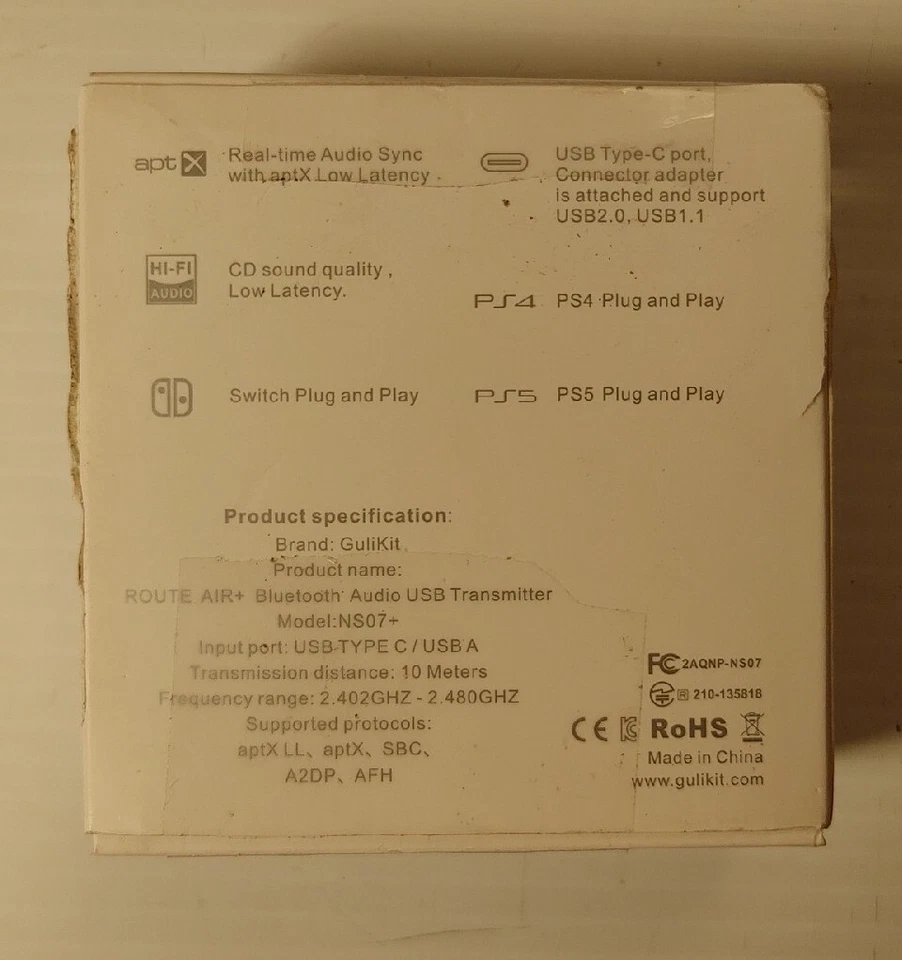 aptX
Real-time Audio Sync
with aptX Low Latency
USB Type-C port,
Connector adapter
is attached and support
USB2.0, USB1.1
HI-FI
AUDIO
CD sound quality ,
Low Latency.
PS4 PS4 Plug and Play
Switch Plug and Play
PS5 PS5 Plug and Play
Product specification:
Brand: GuliKit
Product name:
ROUTE AIR+ Bluetooth Audio USB Transmitter
Model:NS07+
Input port: USB TYPE C / USB A
Transmission distance: 10 Meters
Frequency range: 2.402GHZ - 2.480GHZ
Supported protocols:
aptX LL、aptX、SBC、
A2DP、AFH
FC 2AQNP-NS07
R 210-135818
CE RoHS
Made in China
www.gulikit.com